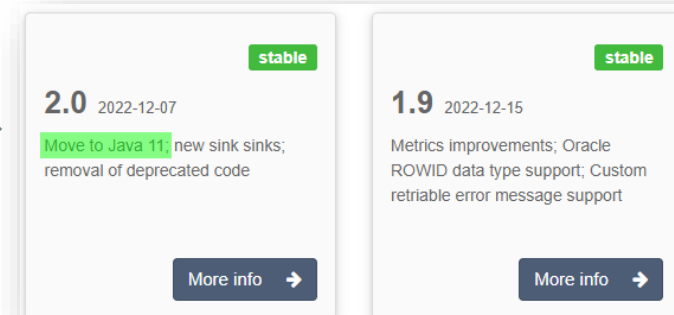 stable
2.0 2022-12-07
Move to Java 11; new sink sinks;
removal of deprecated code
More info
stable
1.9 2022-12-15
Metrics improvements; Oracle
ROWID data type support; Custom
retriable error message support
More info